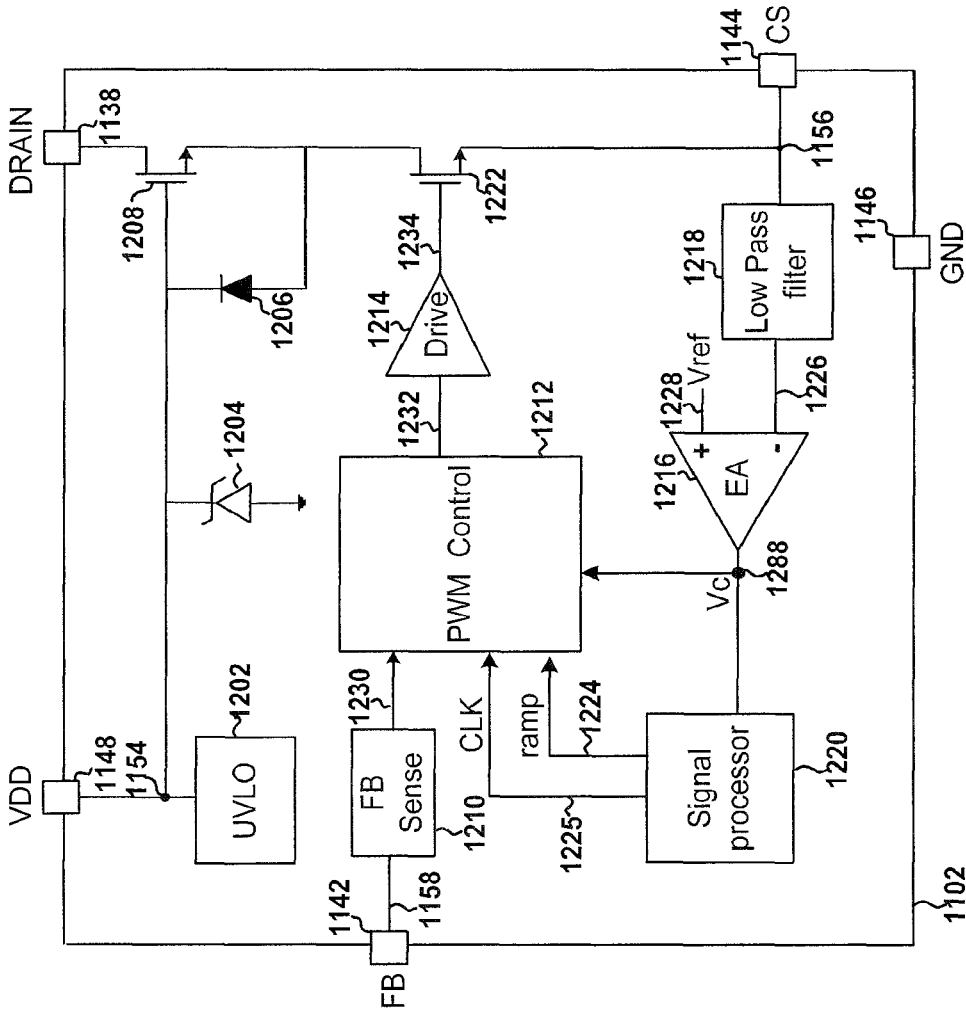 DRAIN
1138
1208
1206
1204
VDD
1148
1154
UVLO
1202
1222
1234
1214
Drive
1232
PWM Control
1212
1230
FB
Sense
1210
1158
1142
FB
CLK
ramp
1224
1225
1144
CS
1156
1218
Low Pass
filter
1226
Vref
1228
1216
+
-
EA
Vc
1288
Signal
processor
1220
1146
GND
1102